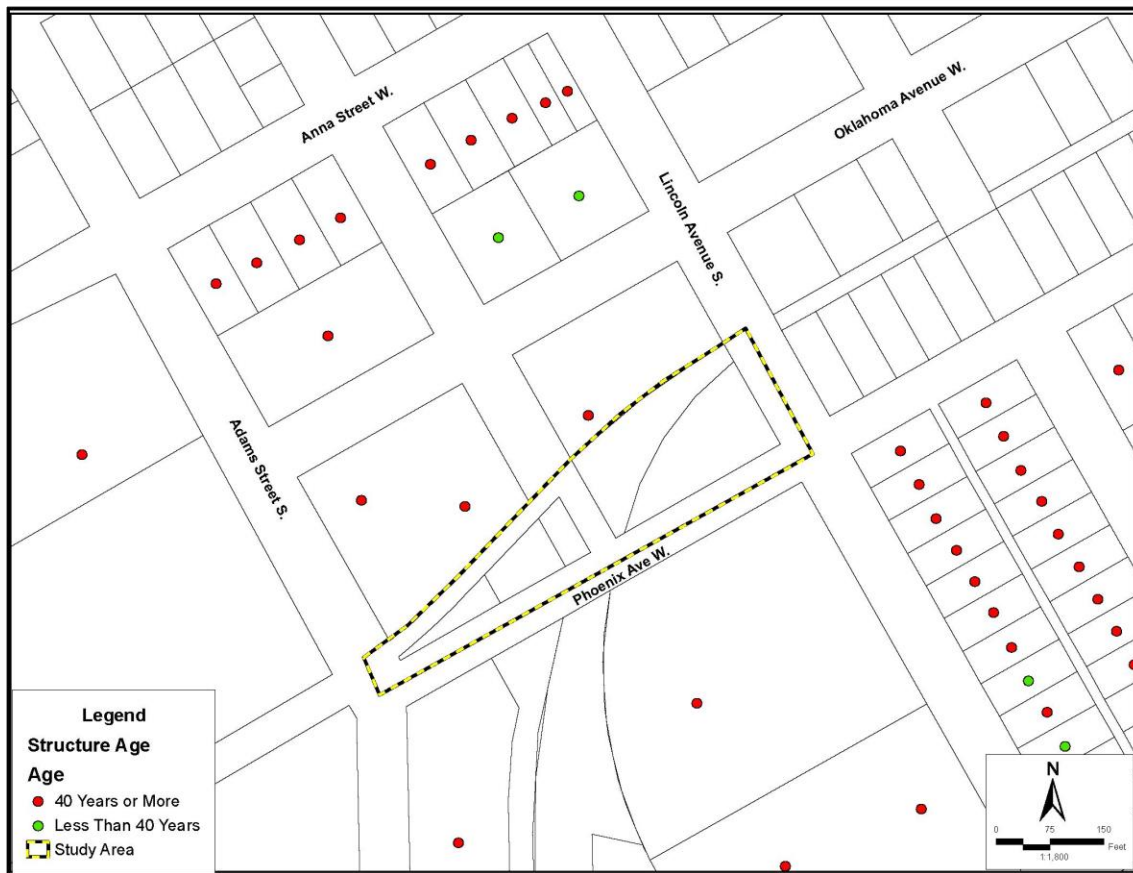 Anna Street W.
Oklahoma Avenue W.
Lincoln Avenue S.
Adams Street S.
Phoenix Ave W.
Legend
Structure Age
Age
40 Years or More
Less Than 40 Years
Study Area
N
0 75 150
Feet
1:1,800